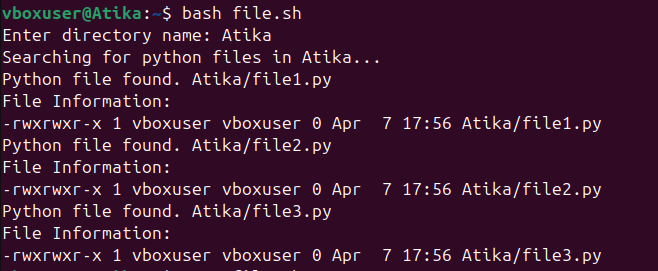 vboxuser@Atika:~$ bash file.sh
Enter directory name: Atika
Searching for python files in Atika...
Python file found. Atika/file1.py
File Information:
-rwxrwxr-x 1 vboxuser vboxuser 0 Apr  7 17:56 Atika/file1.py
Python file found. Atika/file2.py
File Information:
-rwxrwxr-x 1 vboxuser vboxuser 0 Apr  7 17:56 Atika/file2.py
Python file found. Atika/file3.py
File Information:
-rwxrwxr-x 1 vboxuser vboxuser 0 Apr  7 17:56 Atika/file3.py